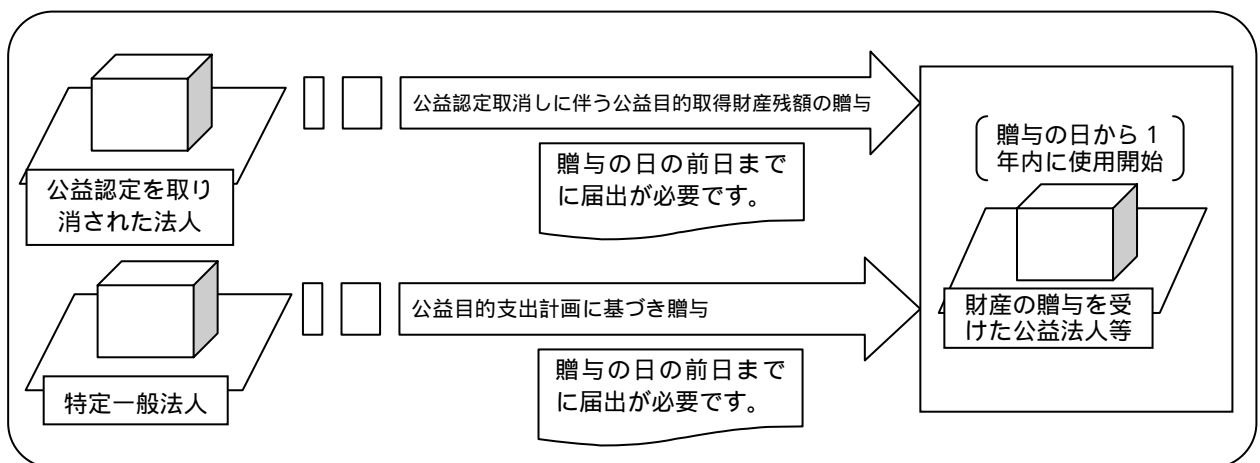 公益認定取消しに伴う公益目的取得財産残額の贈与
贈与の日の前日まで
に届出が必要です。
公益認定を取り
消された法人
公益目的支出計画に基づき贈与
贈与の日の前日まで
に届出が必要です。
特定一般法人
贈与の日から1
年内に使用開始
財産の贈与を受
けた公益法人等